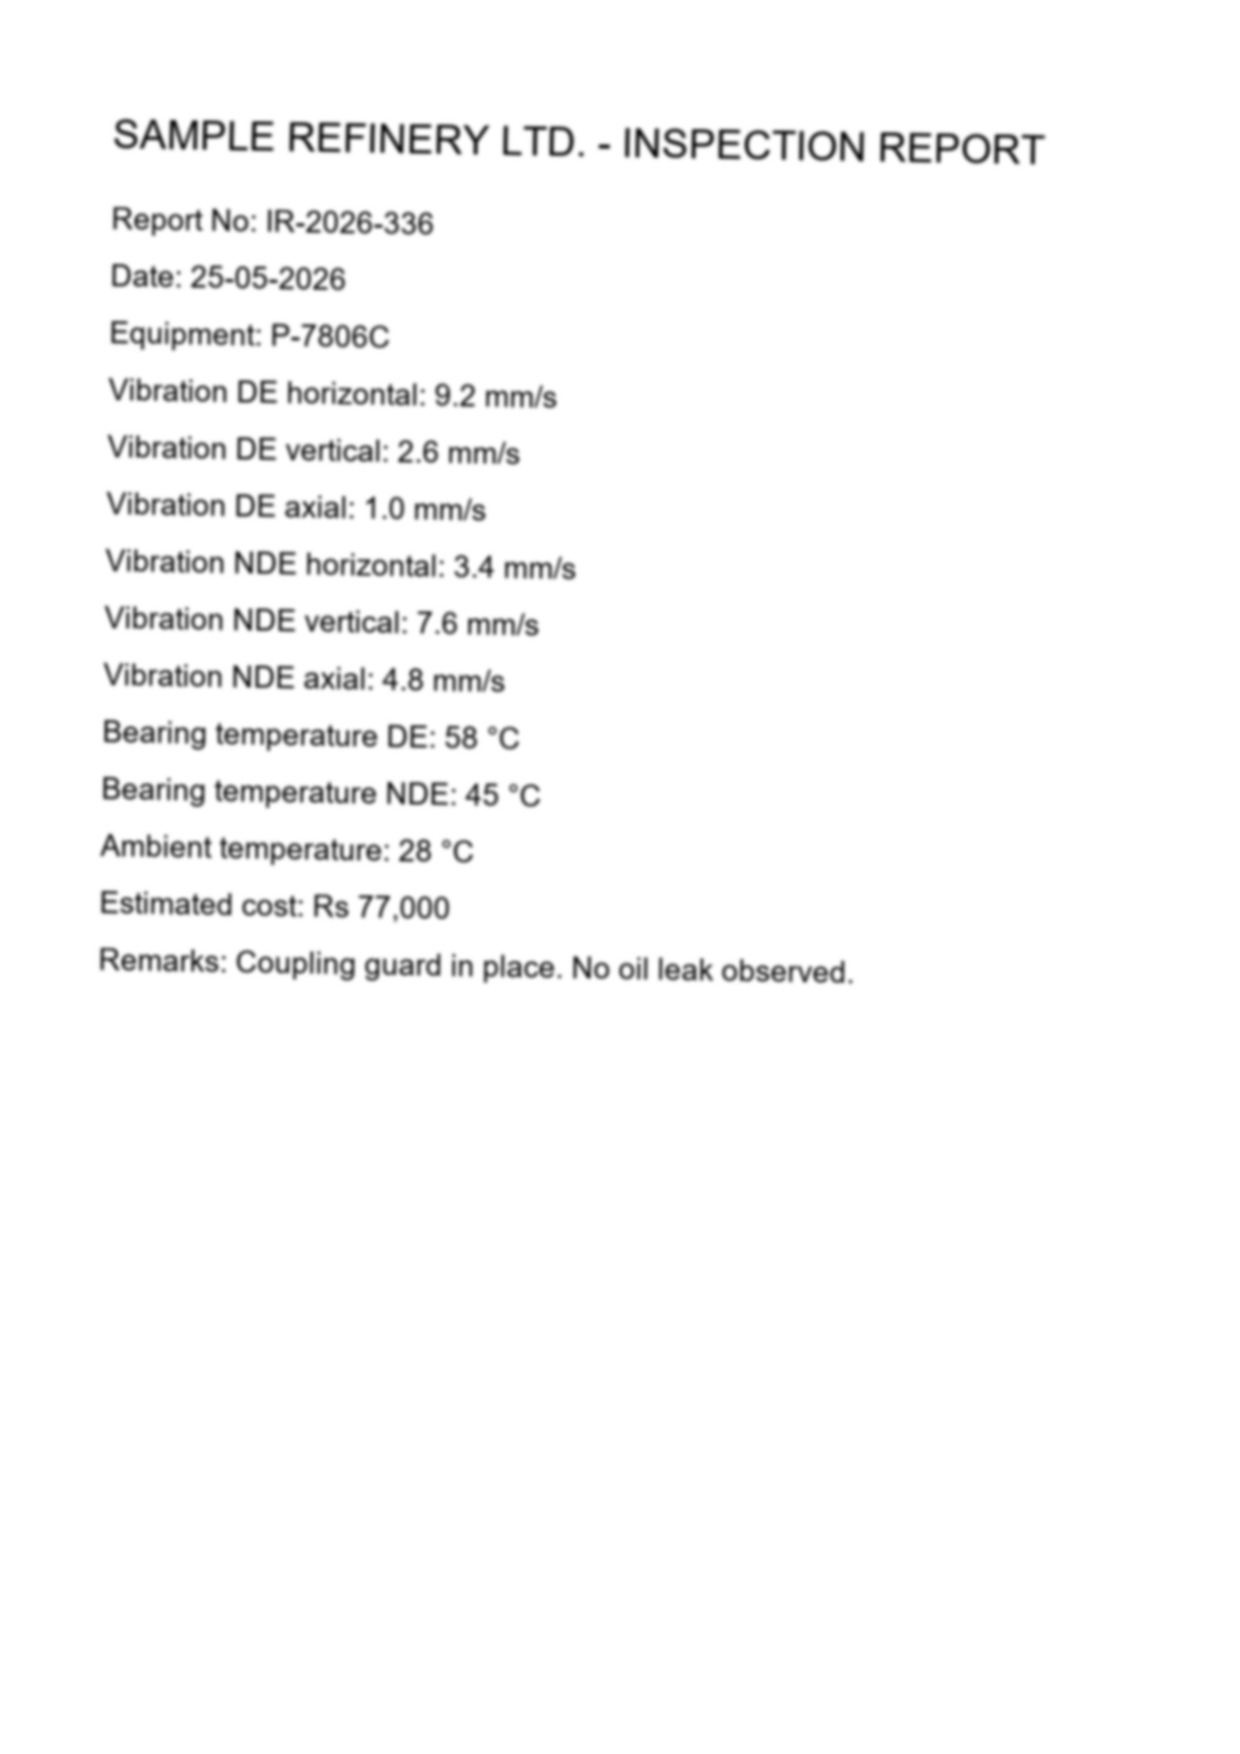 SAMPLE REFINERY LTD. - INSPECTION REPORT
Report No: IR-2026-336
Date: 25-05-2026
Equipment: P-7806C
Vibration DE horizontal: 9.2 mm/s
Vibration DE vertical: 2.6 mm/s
Vibration DE axial: 1.0 mm/s
Vibration NDE horizontal: 3.4 mm/s
Vibration NDE vertical: 7.6 mm/s
Vibration NDE axial: 4.8 mm/s
Bearing temperature DE: 58 °C
Bearing temperature NDE: 45 °C
Ambient temperature: 28 °C
Estimated cost: Rs 77,000
Remarks: Coupling guard in place. No oil leak observed.